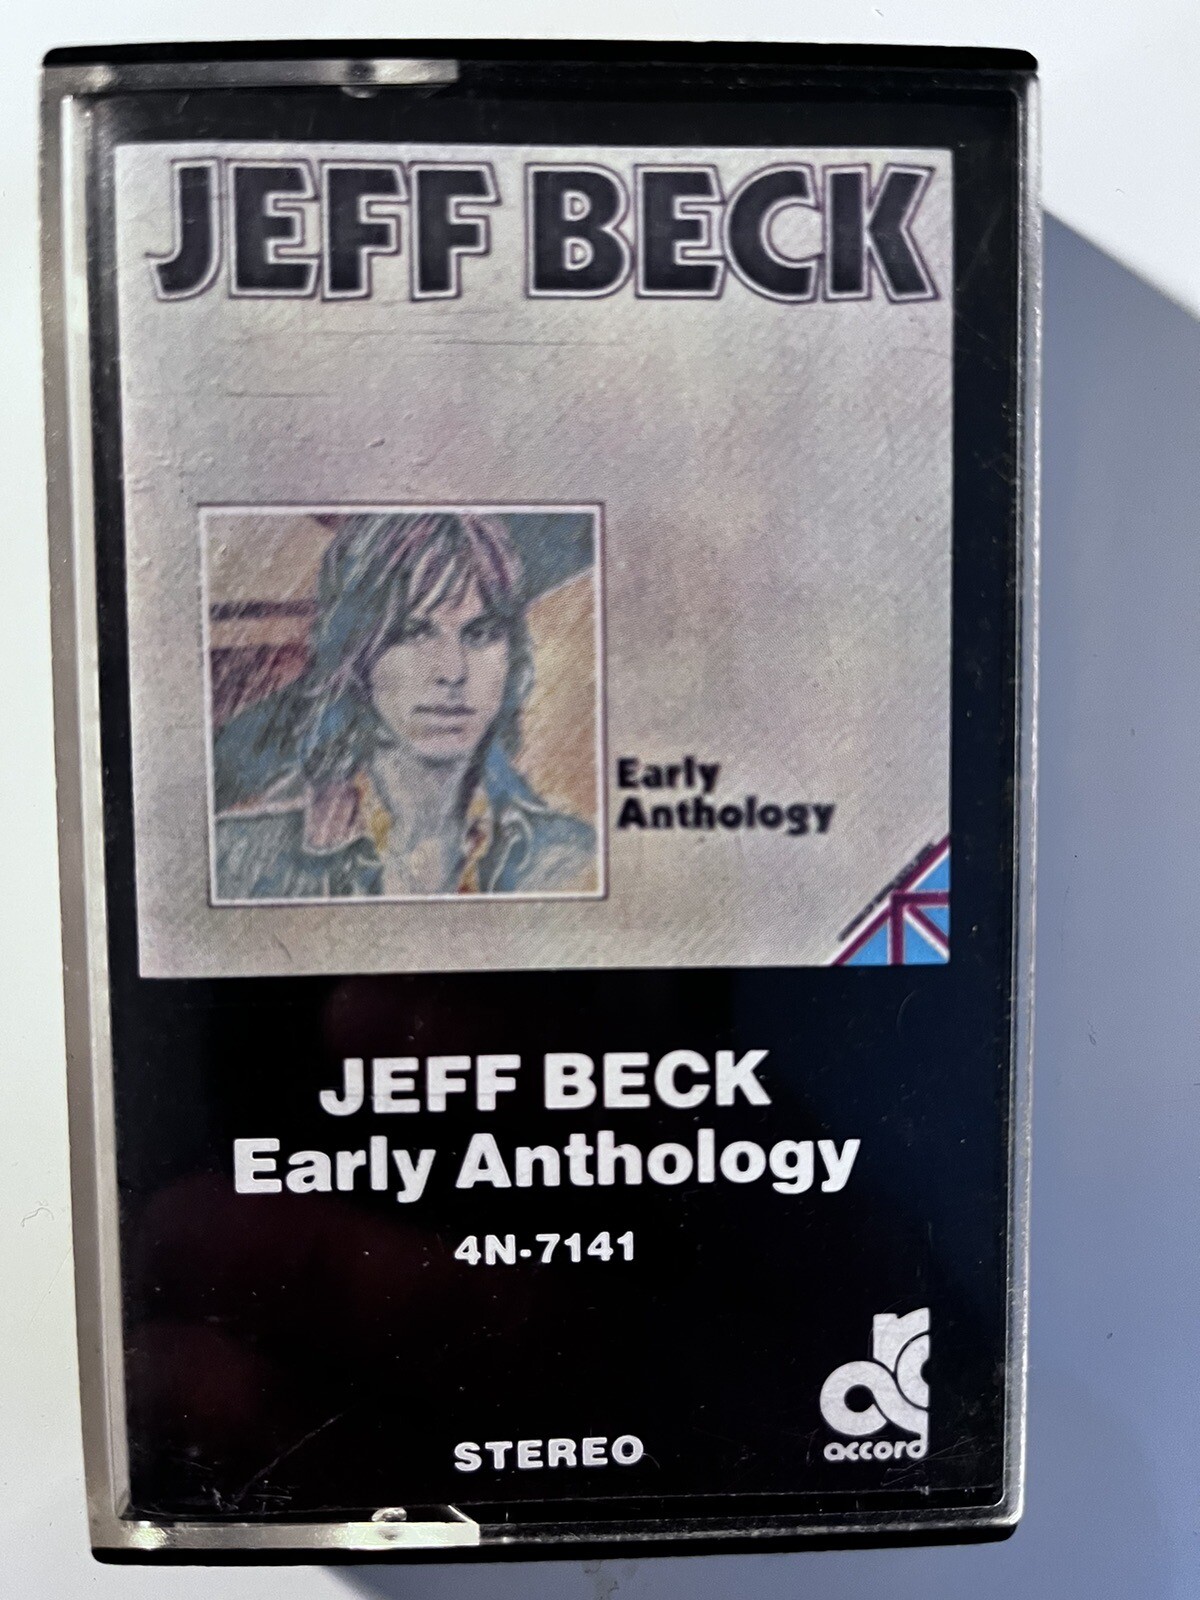 JEFF BECK
Early
Anthology
JEFF BECK
Early Anthology
4N-7141
accord
STEREO